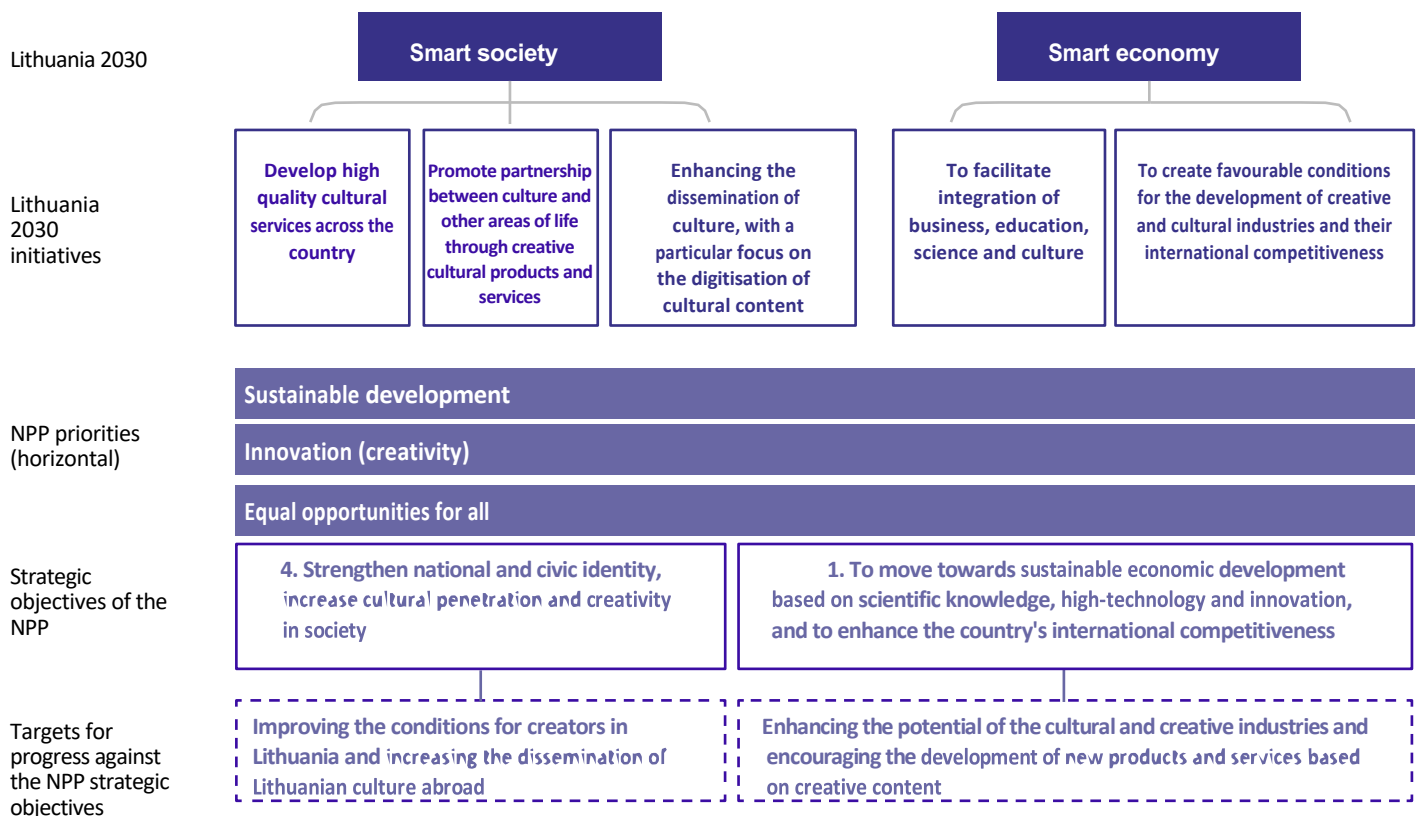 Lithuania 2030
Smart society
Smart economy
Lithuania
2030
initiatives
Develop high
quality cultural
services across the
country
Promote partnership
between culture and
other areas of life
through creative
cultural products and
services
Enhancing the
dissemination of
culture, with a
particular focus on
the digitisation of
cultural content
To facilitate
integration of
business, education,
science and culture
To create favourable conditions
for the development of creative
and cultural industries and their
international competitiveness
NPP priorities
(horizontal)
Sustainable development
Innovation (creativity)
Equal opportunities for all
Strategic
objectives of the
NPP
4. Strengthen national and civic identity,
increase cultural penetration and creativity
in society
1. To move towards sustainable economic development
based on scientific knowledge, high-technology and innovation,
and to enhance the country's international competitiveness
Targets for
progress against
the NPP strategic
objectives
Improving the conditions for creators in
Lithuania and increasing the dissemination of
Lithuanian culture abroad
Enhancing the potential of the cultural and creative industries and
encouraging the development of new products and services based
on creative content